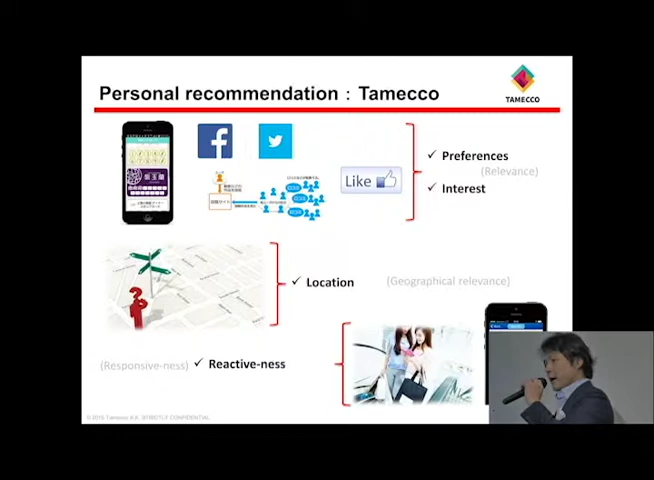 Personal recommendation : Tamecco
TAMECCO
Like
✓ Preferences
(Relevance)
✓ Interest
✓ Location
(Geographical relevance)
(Responsive-ness) ✓ Reactive-ness
© 2015 Tamecco K.K. STRICTLY CONFIDENTIAL